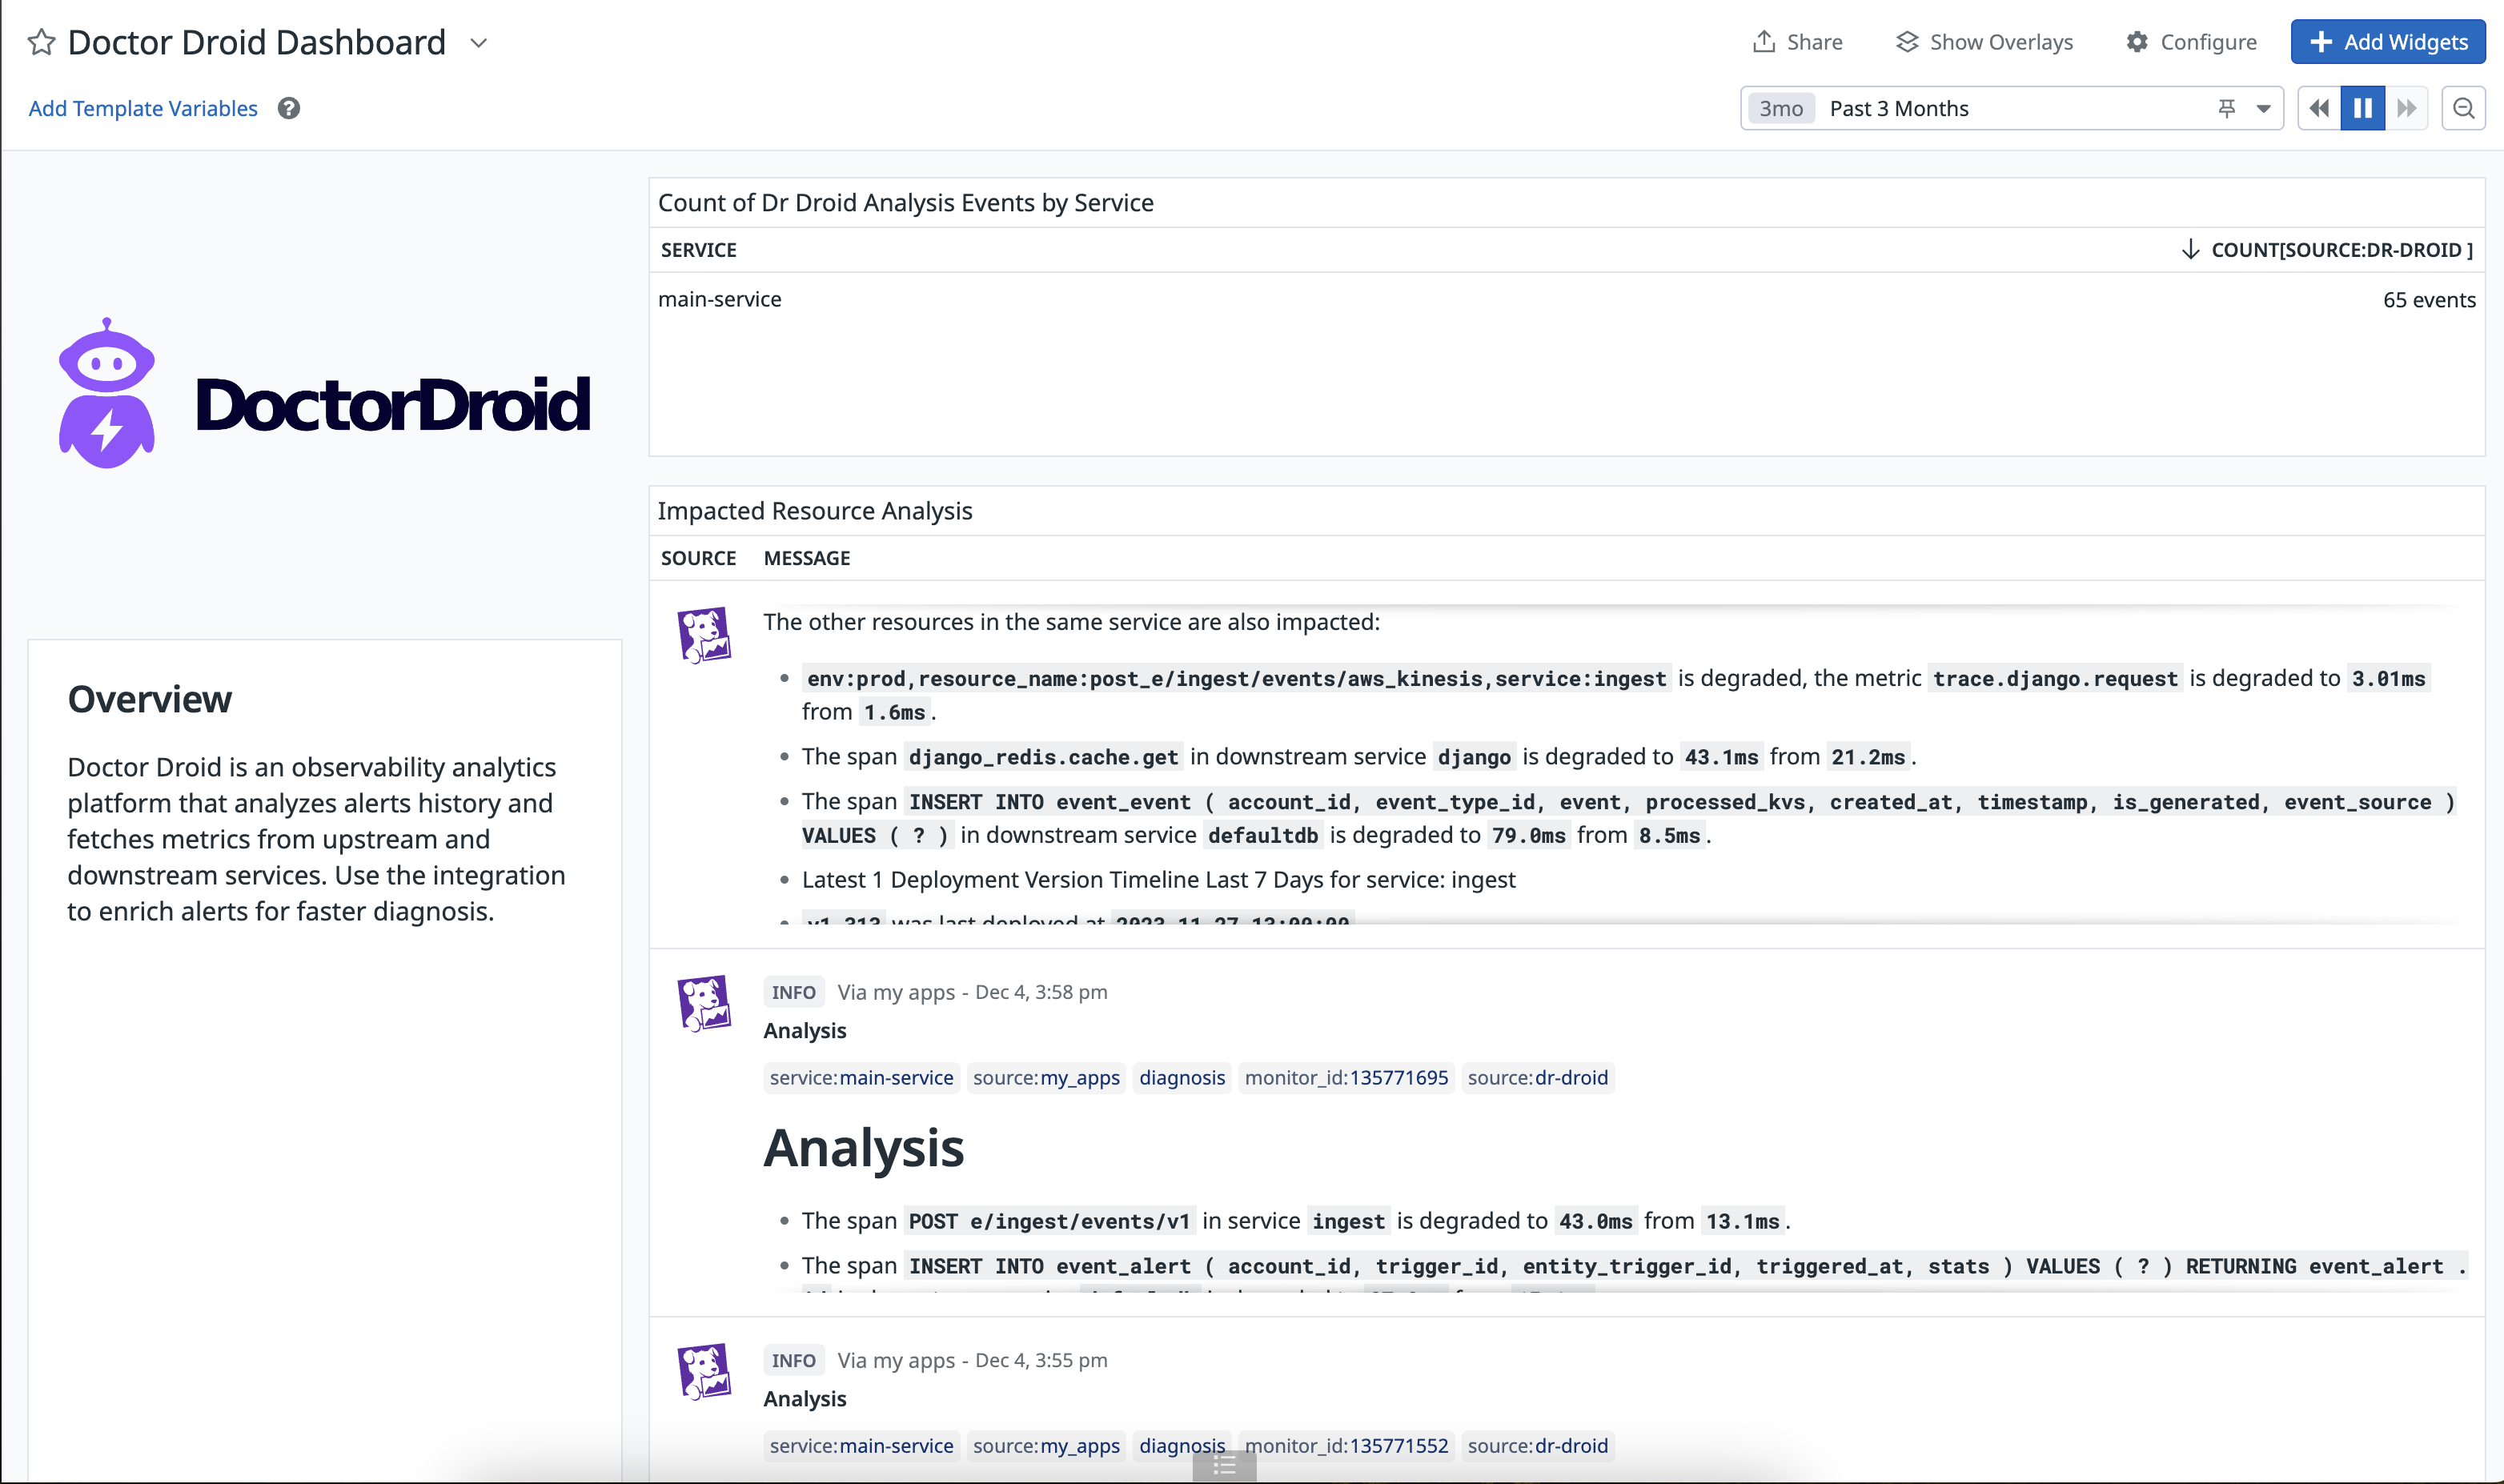 Doctor Droid Dashboard
Share
Show Overlays
Configure
Add Widgets
Add Template Variables
?
3mo Past 3 Months
DoctorDroid
Overview
Doctor Droid is an observability analytics
platform that analyzes alerts history and
fetches metrics from upstream and
downstream services. Use the integration
to enrich alerts for faster diagnosis.
Count of Dr Droid Analysis Events by Service
SERVICE
COUNT[SOURCE:DR-DROID ]
main-service
65 events
Impacted Resource Analysis
SOURCE MESSAGE
The other resources in the same service are also impacted:
env:prod,resource_name:post_e/ingest/events/aws_kinesis,service:ingest is degraded, the metric trace.django.request is degraded to 3.01ms
from 1.6ms.
The span django_redis.cache.get in downstream service django is degraded to 43.1ms from 21.2ms.
The span INSERT INTO event_event ( account_id, event_type_id, event, processed_kvs, created_at, timestamp, is_generated, event_source )
VALUES ( ? ) in downstream service defaultdb is degraded to 79.0ms from 8.5ms.
Latest 1 Deployment Version Timeline Last 7 Days for service: ingest
v1.313 was last deployed at 2023-11-27 13:00:00
INFO Via my apps - Dec 4, 3:58 pm
Analysis
service:main-service source:my_apps diagnosis monitor_id:135771695 source:dr-droid
Analysis
The span POST e/ingest/events/v1 in service ingest is degraded to 43.0ms from 13.1ms.
The span INSERT INTO event_alert ( account_id, trigger_id, entity_trigger_id, triggered_at, stats ) VALUES ( ? ) RETURNING event_alert .
INFO Via my apps - Dec 4, 3:55 pm
Analysis
service:main-service source:my_apps diagnosis monitor_id:135771552 source:dr-droid